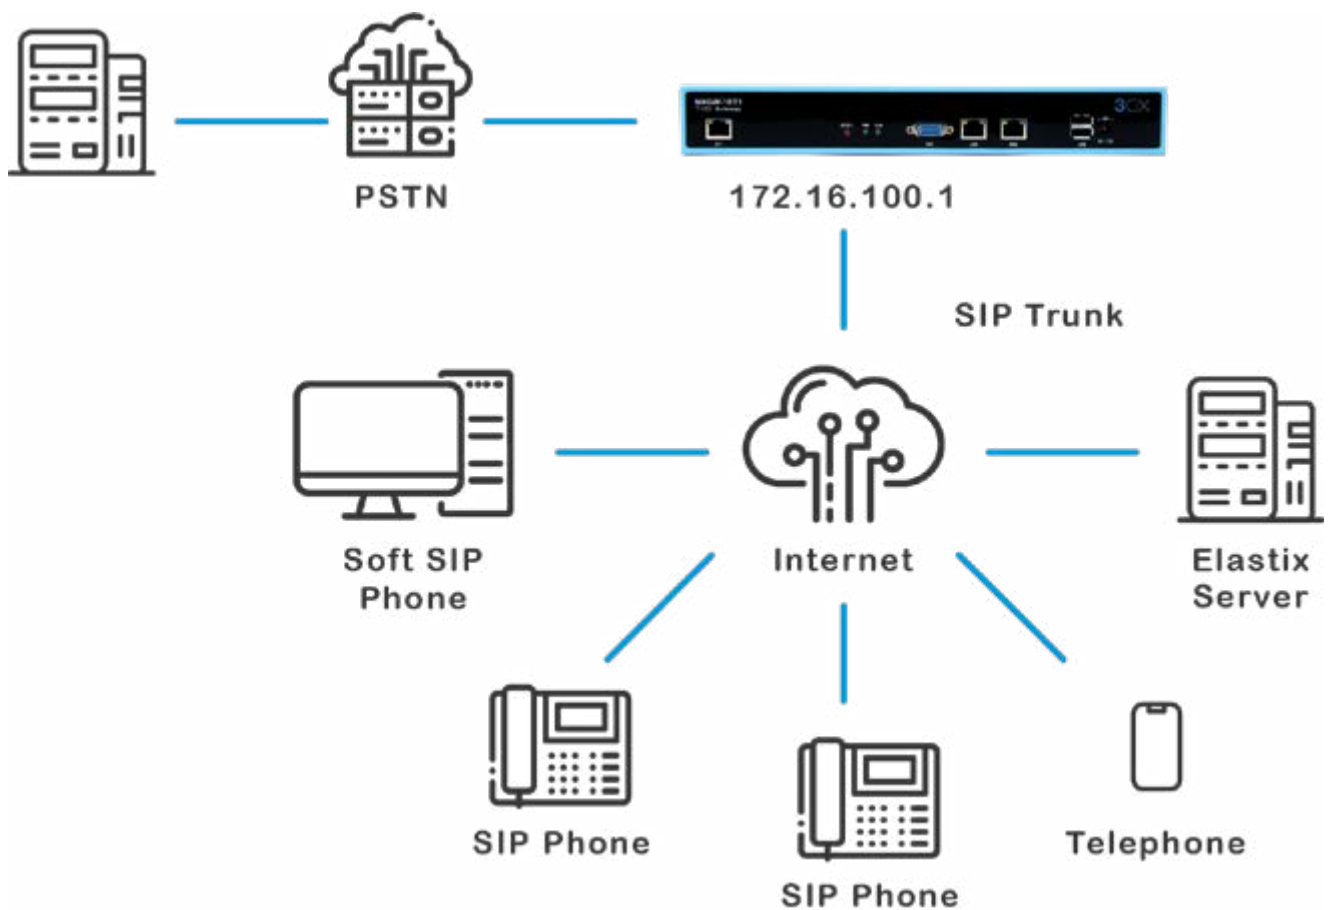 3CX
PSTN
172.16.100.1
SIP Trunk
Soft SIP
Phone
Internet
Elastix
Server
SIP Phone
Telephone
SIP Phone